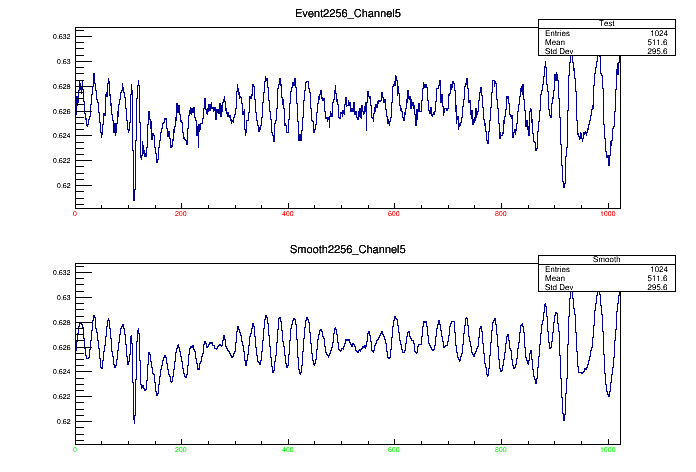 Event2256_Channel5
Test
Entries 1024
Mean 511.6
Std Dev 295.6
0.632
0.63
0.628
0.626
0.624
0.622
0.62
0 200 400 600 800 1000
Smooth2256_Channel5
Smooth
Entries 1024
Mean 511.6
Std Dev 295.6
0.632
0.63
0.628
0.626
0.624
0.622
0.62
0 200 400 600 800 1000